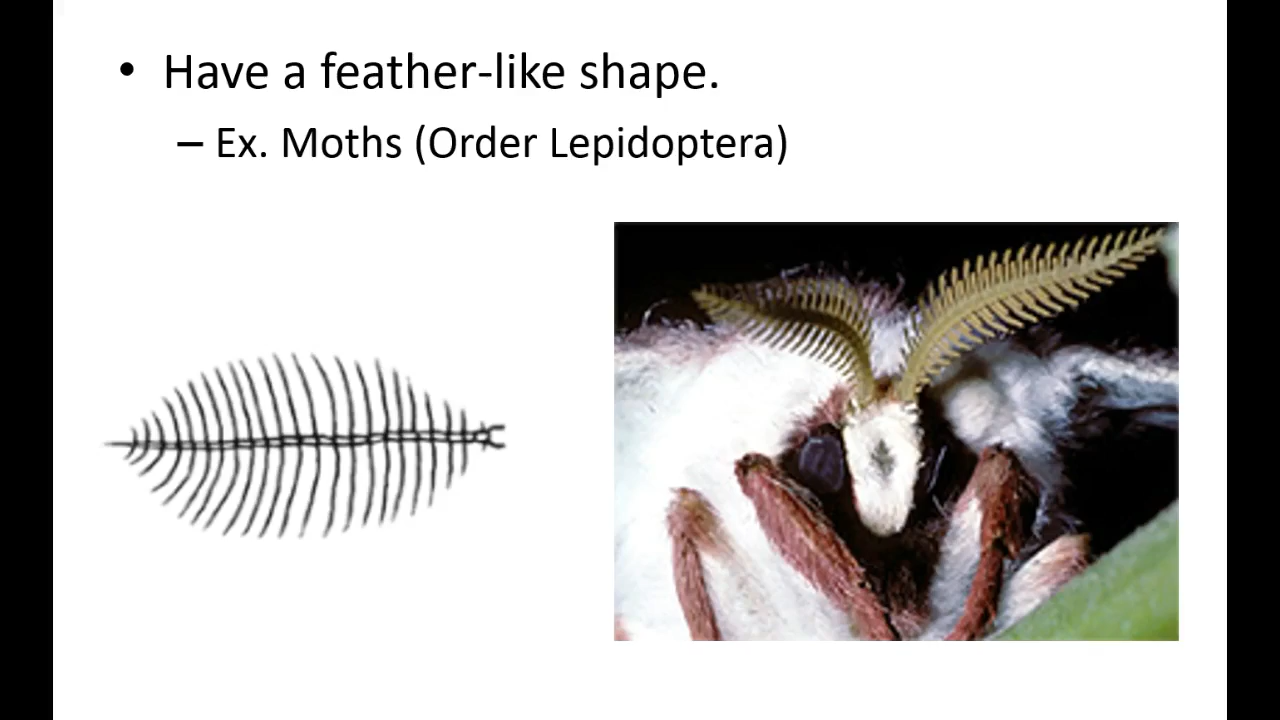 • Have a feather-like shape.
– Ex. Moths (Order Lepidoptera)